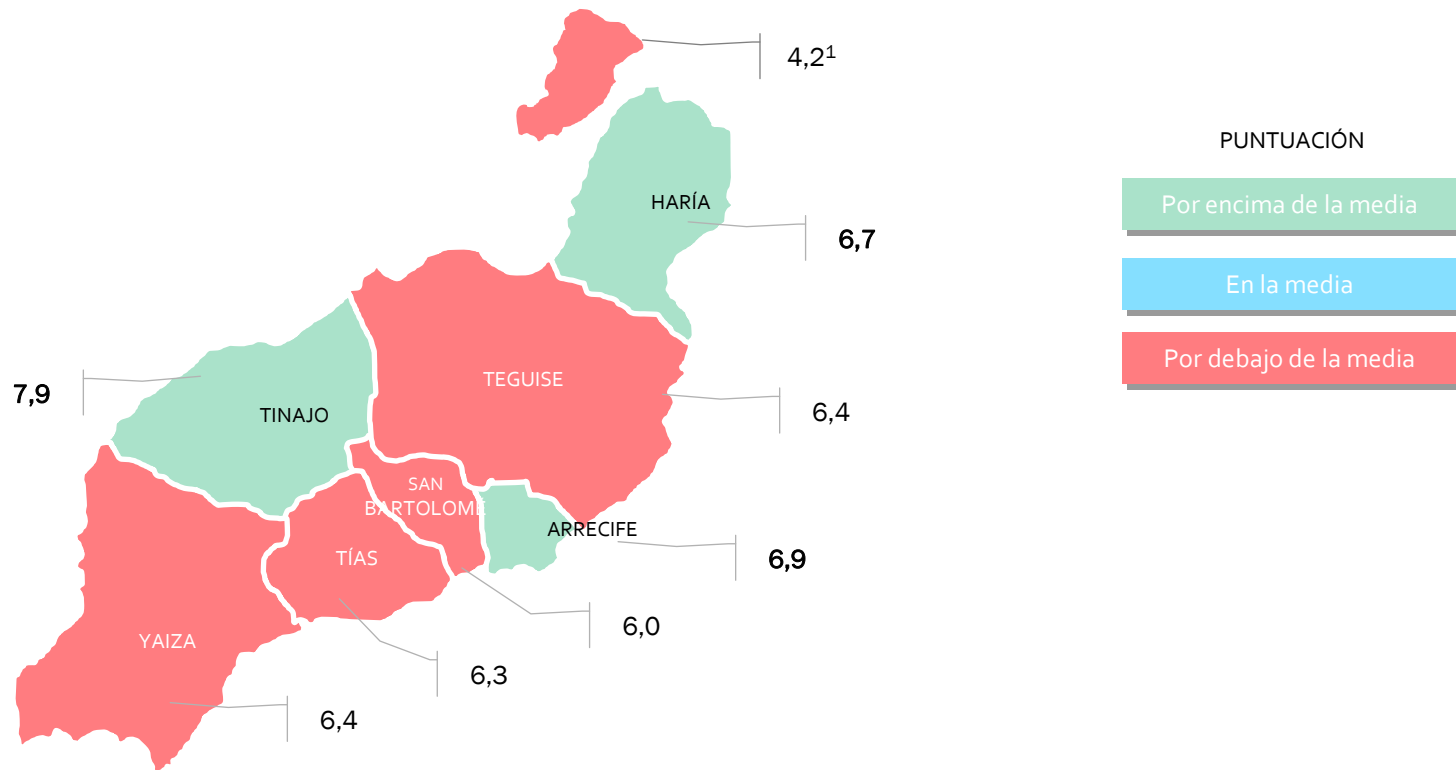 4,2¹
PUNTUACIÓN
Por encima de la media
HARÍA
6,7
En la media
Por debajo de la media
TEGUISE
7,9
TINAJO
6,4
SAN
BARTOLOMÉ
ARRECIFE
6,9
TÍAS
6,0
YAIZA
6,3
6,4